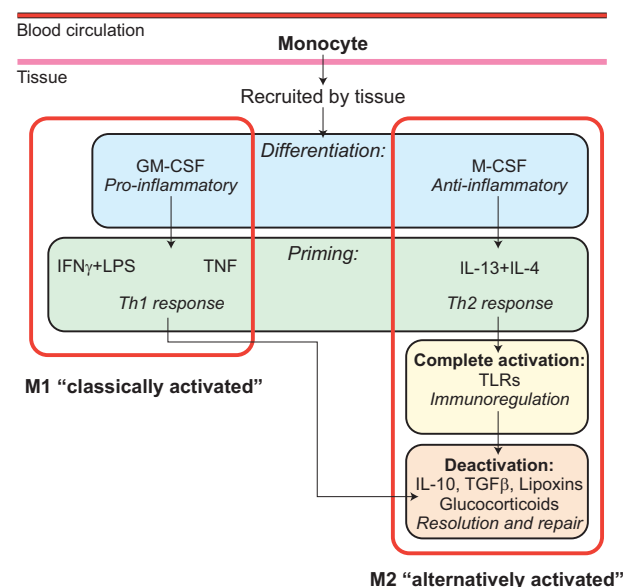 Blood circulation
Monocyte
Tissue
Recruited by tissue
Differentiation:
GM-CSF
Pro-inflammatory
M-CSF
Anti-inflammatory
Priming:
IFNγ+LPS
TNF
Th1 response
IL-13+IL-4
Th2 response
M1 “classically activated”
Complete activation:
TLRs
Immunoregulation
Deactivation:
IL-10, TGFβ, Lipoxins
Glucocorticoids
Resolution and repair
M2 “alternatively activated”